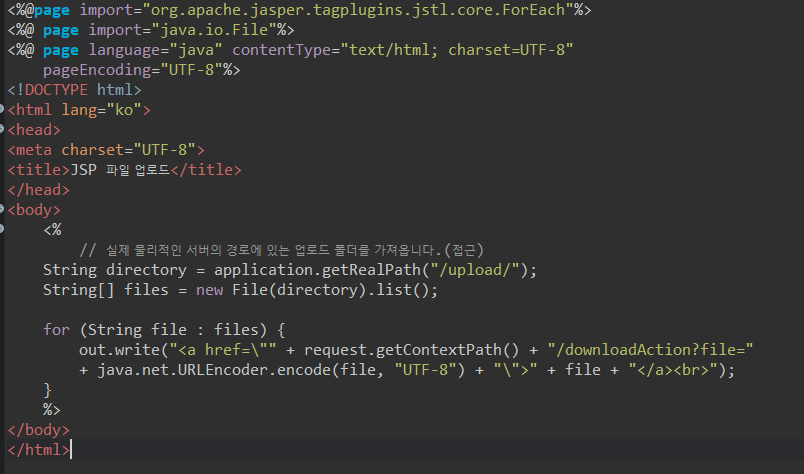 <%@page import="org.apache.jasper.tagplugins.jstl.core.ForEach"%>
<%@ page import="java.io.File"%>
<%@ page language="java" contentType="text/html; charset=UTF-8"
    pageEncoding="UTF-8"%>
<!DOCTYPE html>
<html lang="ko">
<head>
<meta charset="UTF-8">
<title>JSP 파일 업로드</title>
</head>
<body>
    <%
        // 실제 물리적인 서버의 경로에 있는 업로드 폴더를 가져옵니다.(접근)
    String directory = application.getRealPath("/upload/");
    String[] files = new File(directory).list();

    for (String file : files) {
        out.write("<a href=\"" + request.getContextPath() + "/downloadAction?file="
        + java.net.URLEncoder.encode(file, "UTF-8") + "\">" + file + "</a><br>");
    }
    %>
</body>
</html>